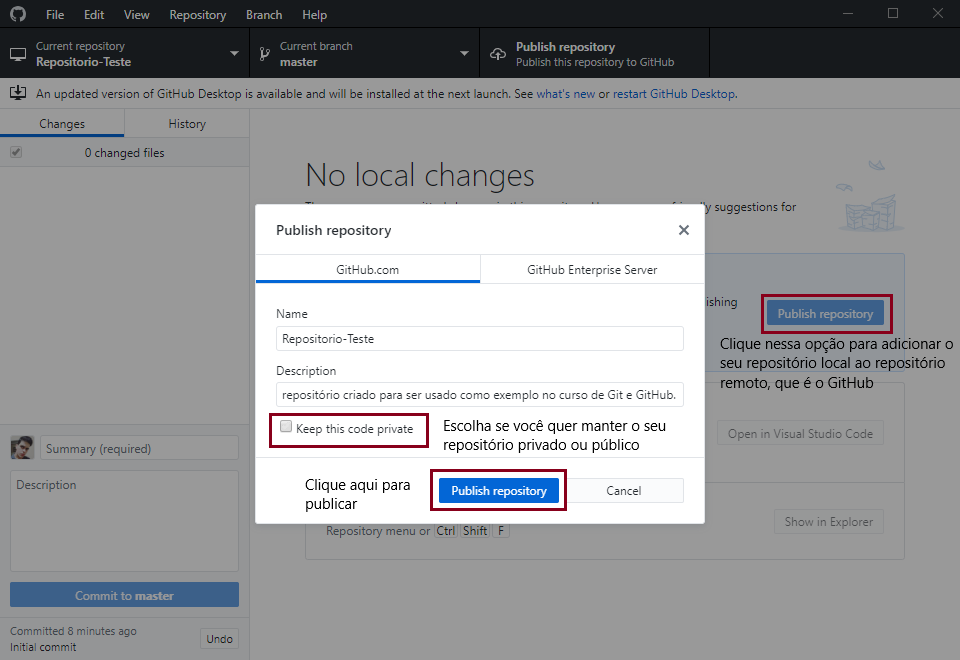 File Edit View Repository Branch Help
Current repository
Repositorio-Teste
Current branch
master
Publish repository
Publish this repository to GitHub
An updated version of GitHub Desktop is available and will be installed at the next launch. See what's new or restart GitHub Desktop.
Changes
History
0 changed files
No local changes
suggestions for
Publish repository
GitHub.com
GitHub Enterprise Server
Name
Repositorio-Teste
Description
repositório criado para ser usado como exemplo no curso de Git e GitHub.
Keep this code private
Escolha se você quer manter o seu
repositório privado ou público
Clique aqui para
publicar
Publish repository
Cancel
Publish repository
Clique nessa opção para adicionar o
seu repositório local ao repositório
remoto, que é o GitHub
Open in Visual Studio Code
Show in Explorer
Repository menu or Ctrl Shift F
Summary (required)
Description
Commit to master
Committed 8 minutes ago
Initial commit
Undo